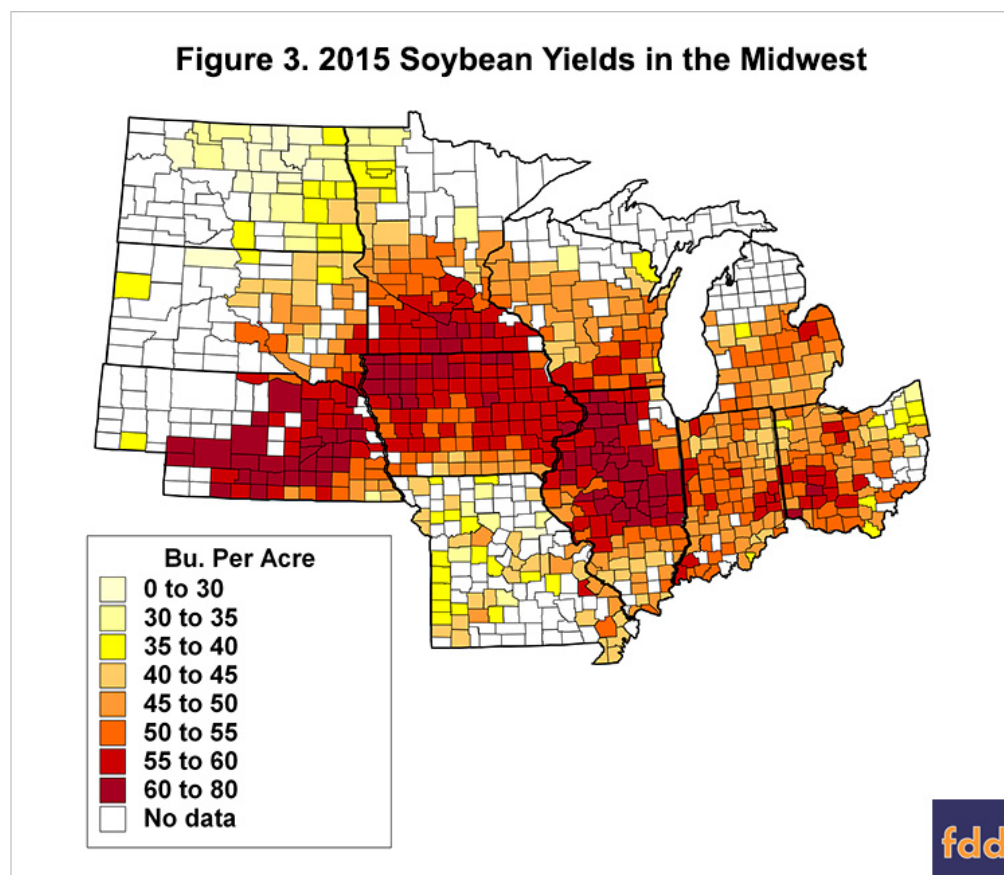 Figure 3. 2015 Soybean Yields in the Midwest
Bu. Per Acre
0 to 30
30 to 35
35 to 40
40 to 45
45 to 50
50 to 55
55 to 60
60 to 80
No data
fdd